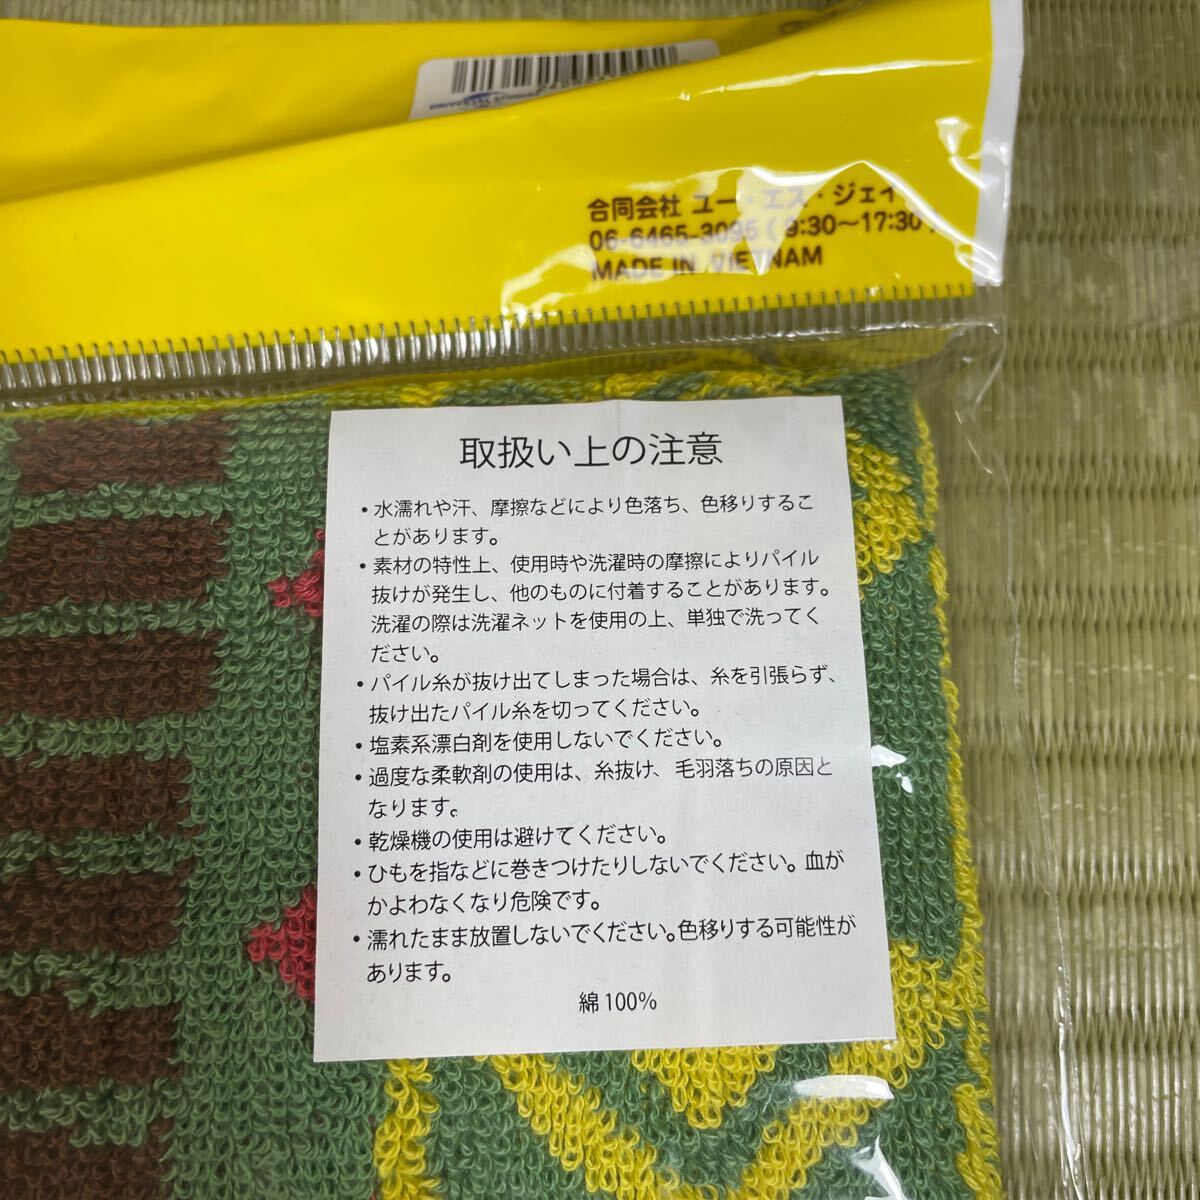 合同会社 ユー・エス・ジェイ
06-6465-3095 ( 9:30～17:30 )
MADE IN VIETNAM
取扱い上の注意
・水濡れや汗、摩擦などにより色落ち、色移りするこ
とがあります。
・素材の特性上、使用時や洗濯時の摩擦によりパイル
抜けが発生し、他のものに付着することがあります。
洗濯の際は洗濯ネットを使用の上、単独で洗ってく
ださい。
・パイル糸が抜け出てしまった場合は、糸を引張らず、
抜け出たパイル糸を切ってください。
・塩素系漂白剤を使用しないでください。
・過度な柔軟剤の使用は、糸抜け、毛羽落ちの原因と
なります。
・乾燥機の使用は避けてください。
・ひもを指などに巻きつけたりしないでください。血が
かよわなくなり危険です。
・濡れたまま放置しないでください。色移りする可能性が
あります。
綿 100%